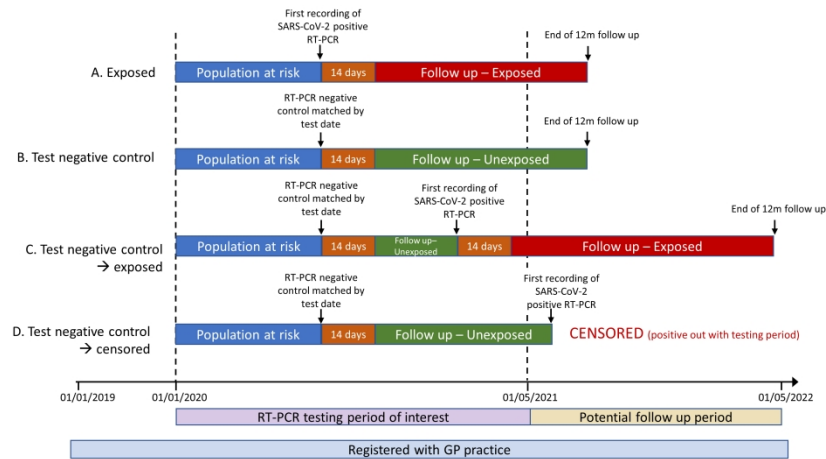 First recording of
SARS-CoV-2 positive
RT-PCR
End of 12m follow up
A. Exposed
Population at risk
14 days
Follow up – Exposed
RT-PCR negative
control matched by
test date
End of 12m follow up
B. Test negative control
Population at risk
14 days
Follow up – Unexposed
RT-PCR negative
control matched by
test date
First recording of
SARS-CoV-2 positive
RT-PCR
End of 12m follow up
C. Test negative control
→ exposed
Population at risk
14 days
Follow up–
Unexposed
14 days
Follow up – Exposed
RT-PCR negative
control matched by
test date
First recording of
SARS-CoV-2
positive RT-PCR
D. Test negative control
→ censored
Population at risk
14 days
Follow up – Unexposed
CENSORED (positive out with testing period)
01/01/2019
01/01/2020
01/05/2021
01/05/2022
RT-PCR testing period of interest
Potential follow up period
Registered with GP practice